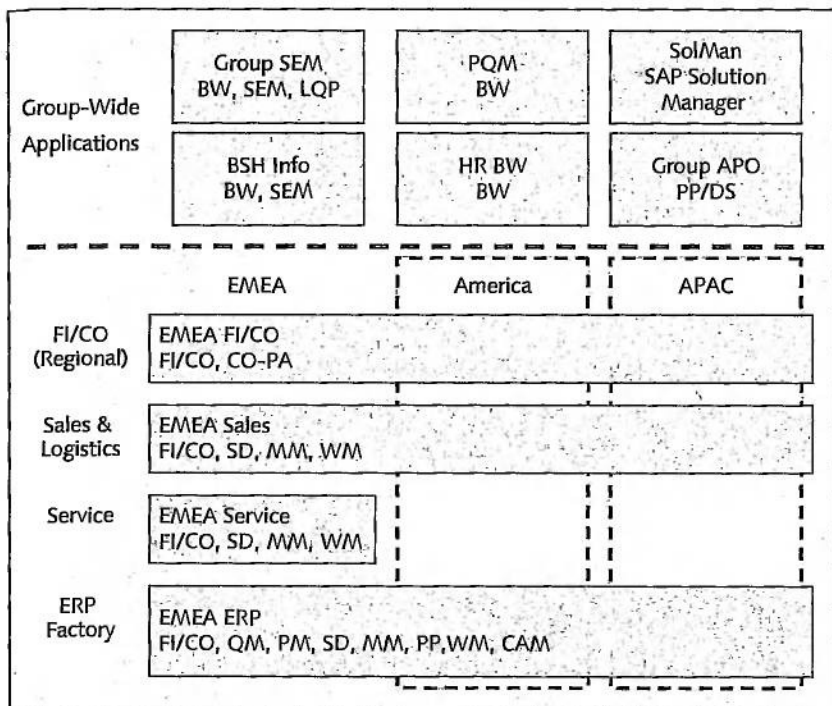 Group-Wide
Applications
Group SEM
BW, SEM, LQP
PQM
BW
SolMan
SAP Solution
Manager
BSH Info
BW, SEM
HR BW
BW
Group APO
PP/DS
EMEA
America
APAC
FI/CO
(Regional)
EMEA FI/CO
FI/CO, CO-PA
Sales &
Logistics
EMEA Sales
FI/CO, SD, MM, WM
Service
EMEA Service
FI/CO, SD, MM, WM
ERP
Factory
EMEA ERP
FI/CO, QM, PM, SD, MM, PP,WM, CAM